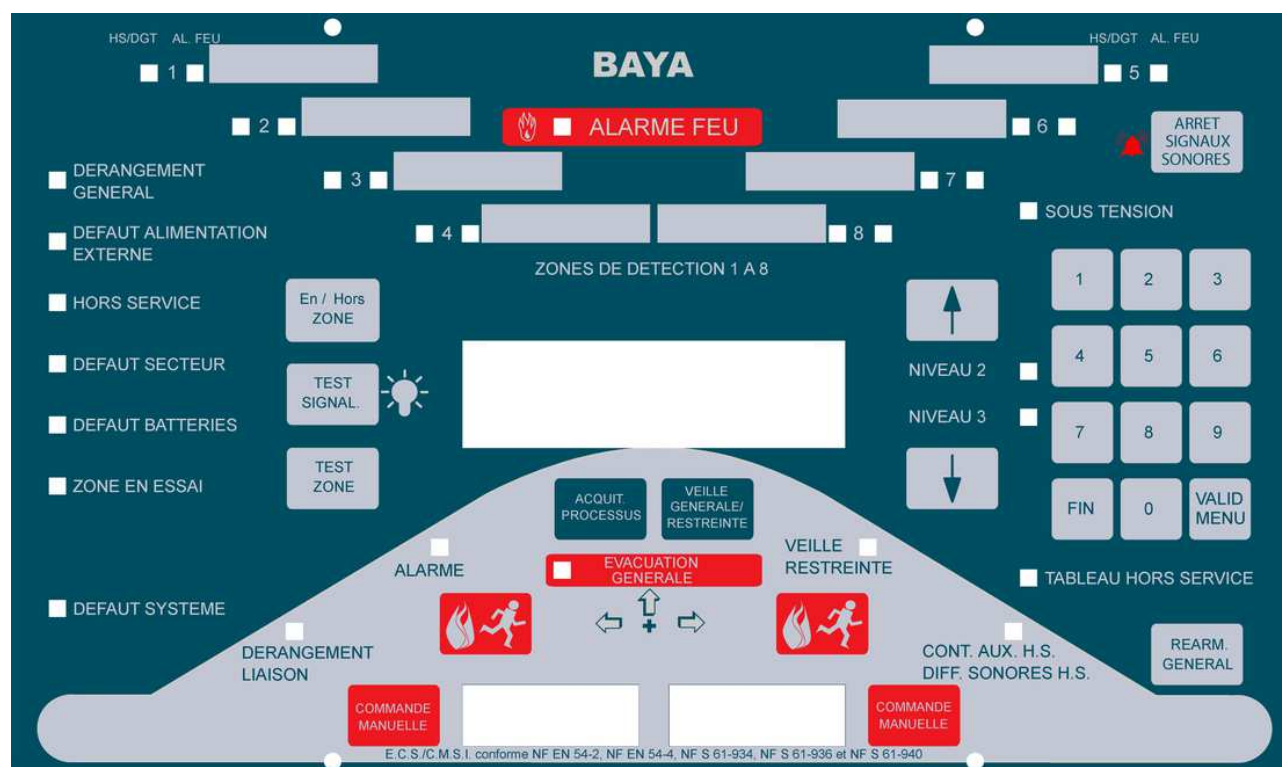 HS/DGT AL. FEU
1
BAYA
HS/DGT AL. FEU
5
2
ALARME FEU
6
ARRET
SIGNAUX
SONORES
DERANGEMENT
GENERAL
3
7
SOUS TENSION
DEFAUT ALIMENTATION
EXTERNE
4
8
ZONES DE DETECTION 1 A 8
1
2
3
HORS SERVICE
En / Hors
ZONE
DEFAUT SECTEUR
TEST
SIGNAL.
NIVEAU 2
4
5
6
DEFAUT BATTERIES
NIVEAU 3
7
8
9
ZONE EN ESSAI
TEST
ZONE
ACQUIT.
PROCESSUS
VEILLE
GENERALE/
RESTREINTE
FIN
0
VALID
MENU
ALARME
EVACUATION
GENERALE
VEILLE
RESTREINTE
TABLEAU HORS SERVICE
DEFAUT SYSTEME
DERANGEMENT
LIAISON
CONT. AUX. H.S.
DIFF. SONORES H.S.
REARM.
GENERAL
COMMANDE
MANUELLE
COMMANDE
MANUELLE
E.C.S./C.M.S.I. conforme NF EN 54-2, NF EN 54-4, NF S 61-934, NF S 61-936 et NF S 61-940